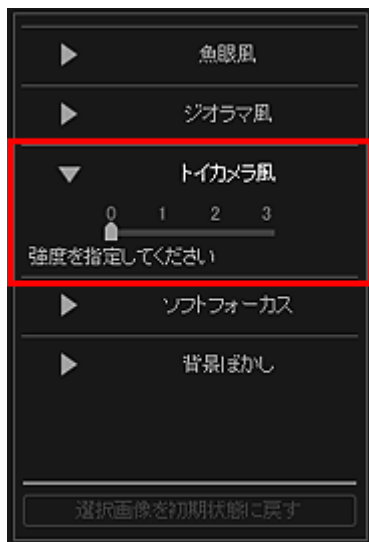 魚眼風
ジオラマ風
トイカメラ風
0 1 2 3
強度を指定してください
ソフトフォーカス
背景ぼかし
選択画像を初期状態に戻す